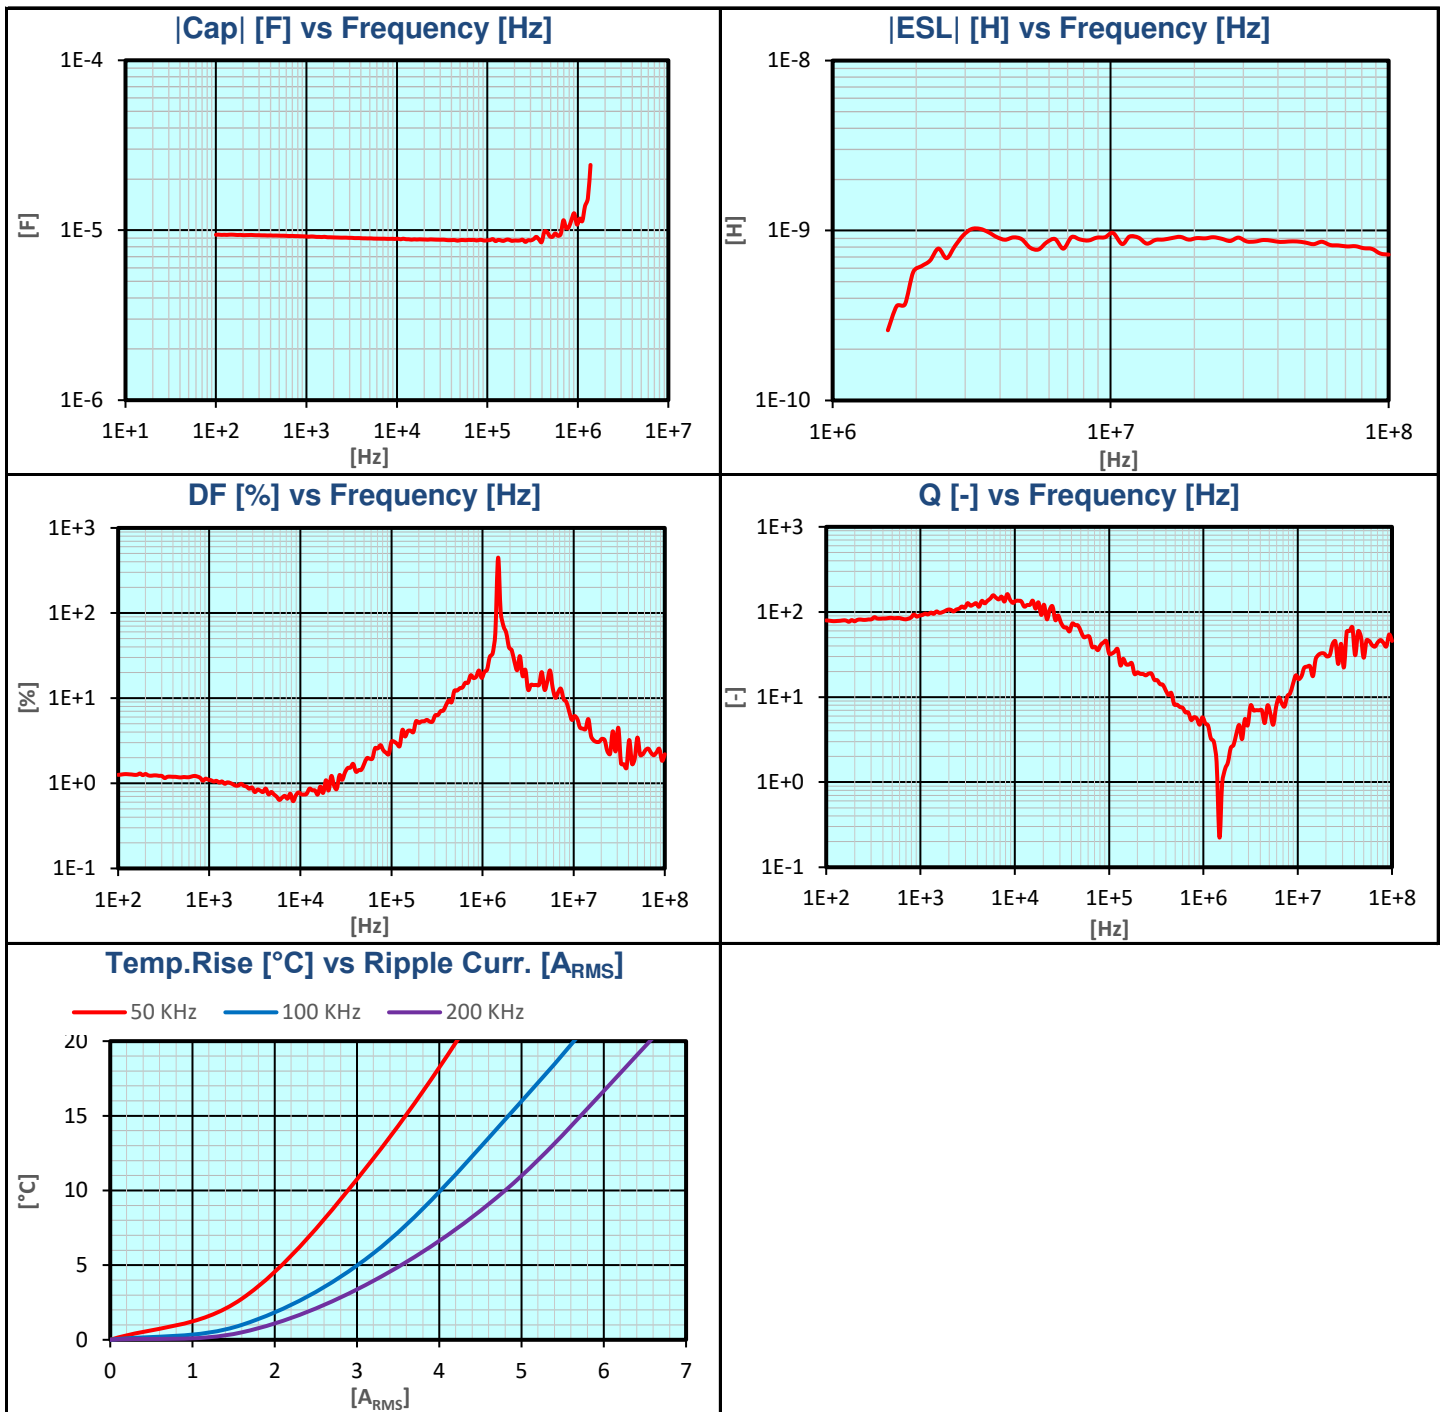 |Cap| [F] vs Frequency [Hz]
1E-4
1E-5
1E-6
[F]
1E+1 1E+2 1E+3 1E+4 1E+5 1E+6 1E+7
[Hz]
|ESL| [H] vs Frequency [Hz]
1E-8
1E-9
1E-10
[H]
1E+6 1E+7 1E+8
[Hz]
DF [%] vs Frequency [Hz]
1E+3
1E+2
1E+1
1E+0
1E-1
[%]
1E+2 1E+3 1E+4 1E+5 1E+6 1E+7 1E+8
[Hz]
Q [-] vs Frequency [Hz]
1E+3
1E+2
1E+1
1E+0
1E-1
[-]
1E+2 1E+3 1E+4 1E+5 1E+6 1E+7 1E+8
[Hz]
Temp.Rise [°C] vs Ripple Curr. [ARMS]
50 KHz 100 KHz 200 KHz
20
15
10
5
0
[°C]
0 1 2 3 4 5 6 7
[ARMS]